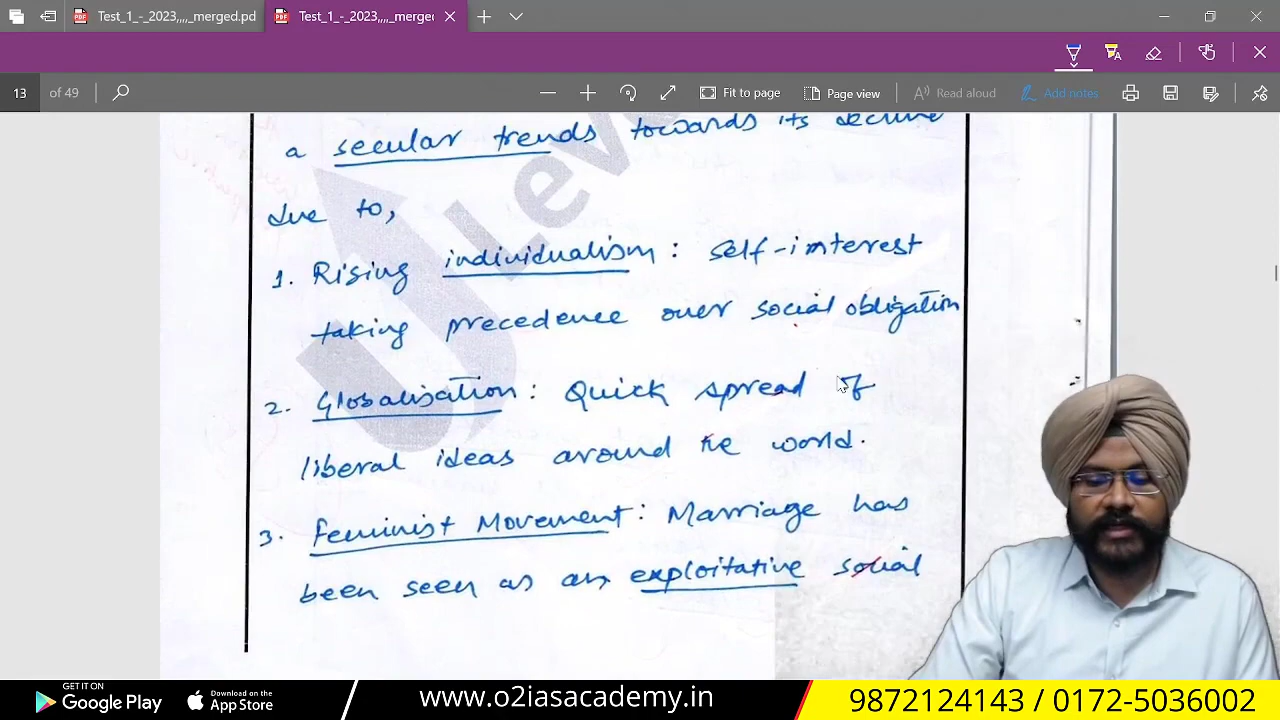 Test_1_-_2023,,,,_merged.pd
Test_1_-_2023,,,,_merged
13 of 49
Fit to page
Page view
Read aloud
Add notes
a secular trends towards its decline
due to,
1. Rising individualism : self-interest
taking precedence over social obligation
2. Globalisation : Quick spread of
liberal ideas around the world.
3. Feminist Movement : Marriage has
been seen as an exploitative social
Leve
GET IT ON
Google Play
Download on the
App Store
www.o2iasacademy.in
9872124143 / 0172-5036002